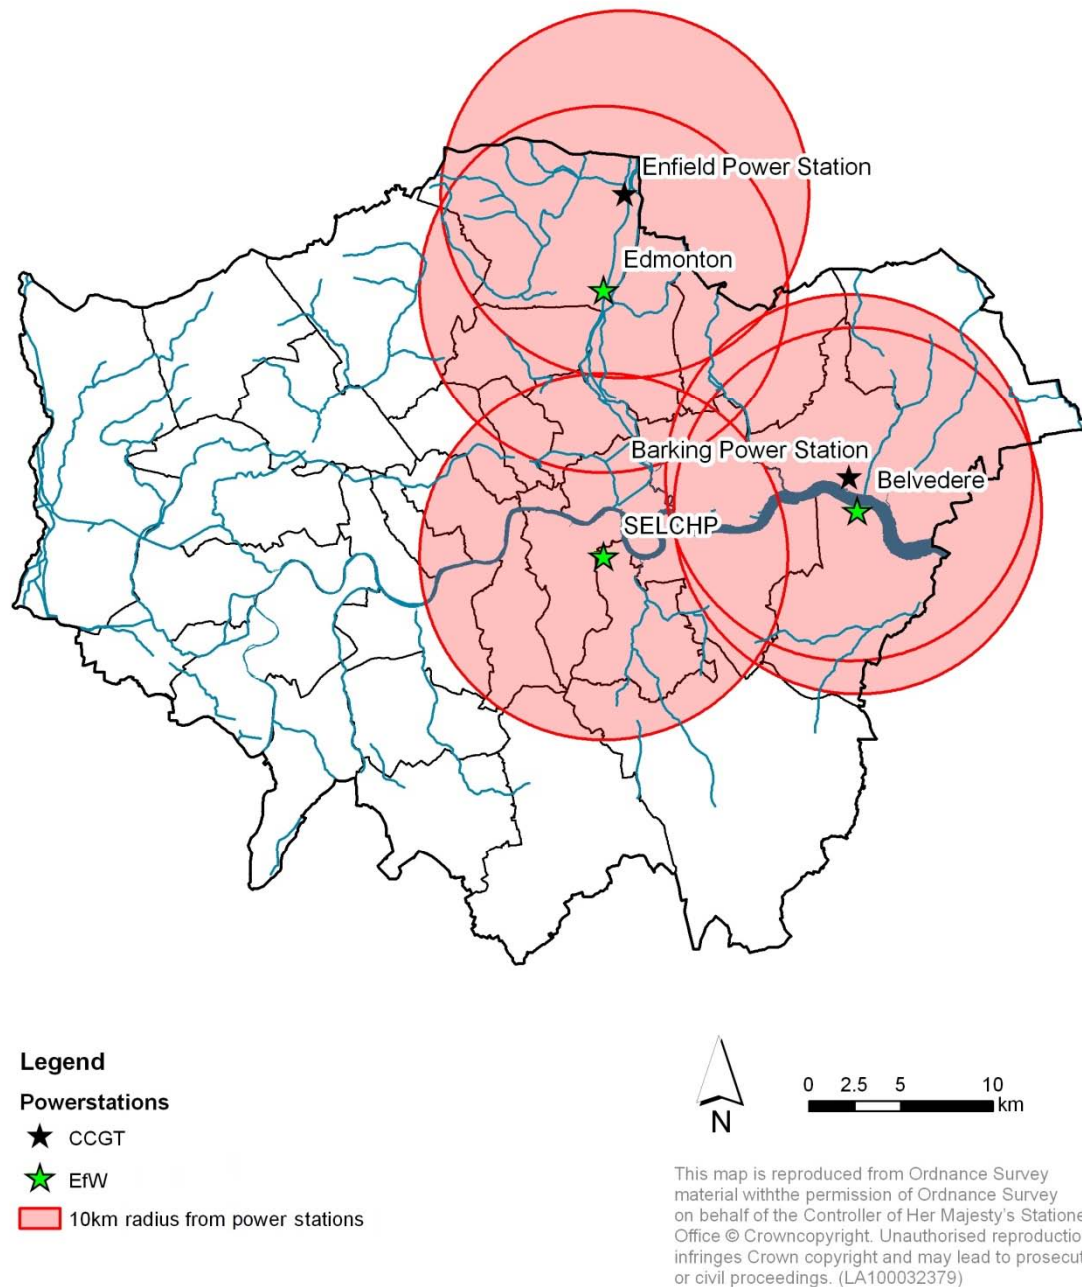 Enfield Power Station
Edmonton
Barking Power Station
Belvedere
SELCHP
Legend
Powerstations
CCGT
EfW
10km radius from power stations
N
0 2.5 5 10
km
This map is reproduced from Ordnance Survey
material withthe permission of Ordnance Survey
on behalf of the Controller of Her Majesty's Statione
Office © Crowncopyright. Unauthorised reproductio
infringes Crown copyright and may lead to prosecut
or civil proceedings. (LA100032379)